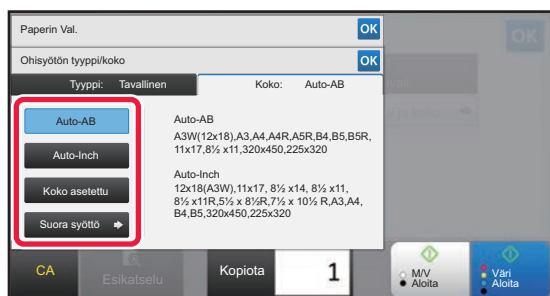 Paperin Val.
OK
OK
Ohisyötön tyyppi/koko
OK
Tyyppi: Tavallinen
Koko: Auto-AB
Auto-AB
Auto-Inch
Koko asetettu
Suora syöttö
Auto-AB
A3W(12x18),A3,A4,A4R,A5R,B4,B5,B5R,
11x17,8½ x11,320x450,225x320
Auto-Inch
12x18(A3W),11x17, 8½ x14, 8½ x11,
8½ x11R,5½ x 8½R,7½ x 10½ R,A3,A4,
B4,B5,320x450,225x320
CA
Esikatselu
Kopiota
1
M/V
Aloita
Väri
Aloita